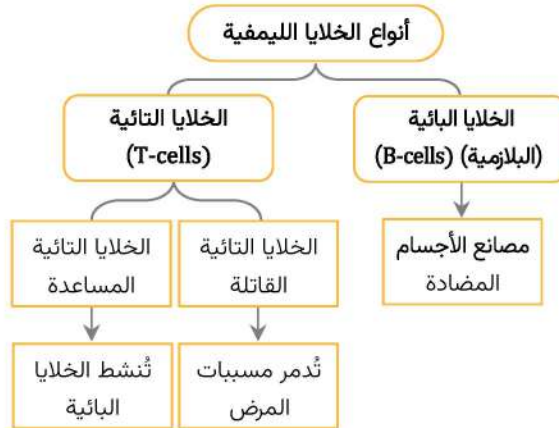 أنواع الخلايا الليمفية
الخلايا البائية
(البلازمية) (B-cells)
الخلايا التائية
(T-cells)
مصانع الأجسام
المضادة
الخلايا التائية
القاتلة
الخلايا التائية
المساعدة
تُدمر مسببات
المرض
تُنشط الخلايا
البائية